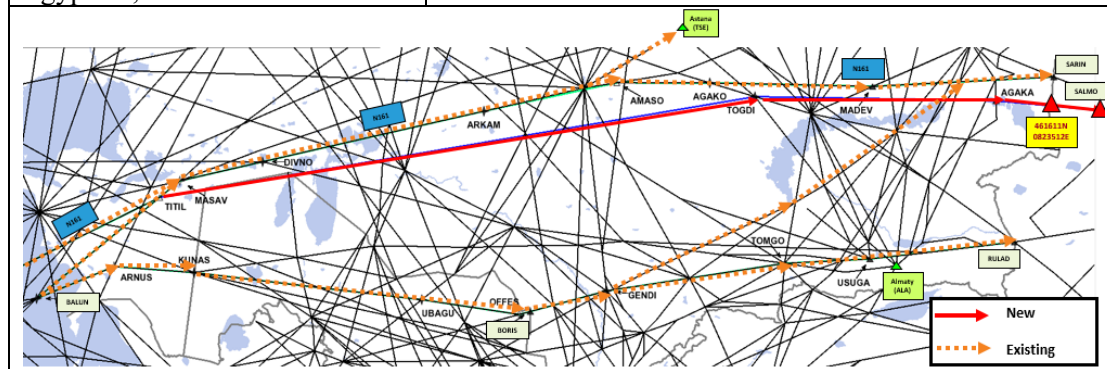 Astana
(TSE)
SARIN
N161
AGAKO
AMASO
AGAKA
SALMO
TOGDI
MADEV
N161
ARKAM
461611N
0823512E
DIVNO
MASAV
TITIL
N161
TOMGO
KUNAS
RULAD
ARNUS
USUGA
Almaty
(ALA)
GENDI
BALUN
OFFES
UBAGU
BORIS
New
Existing